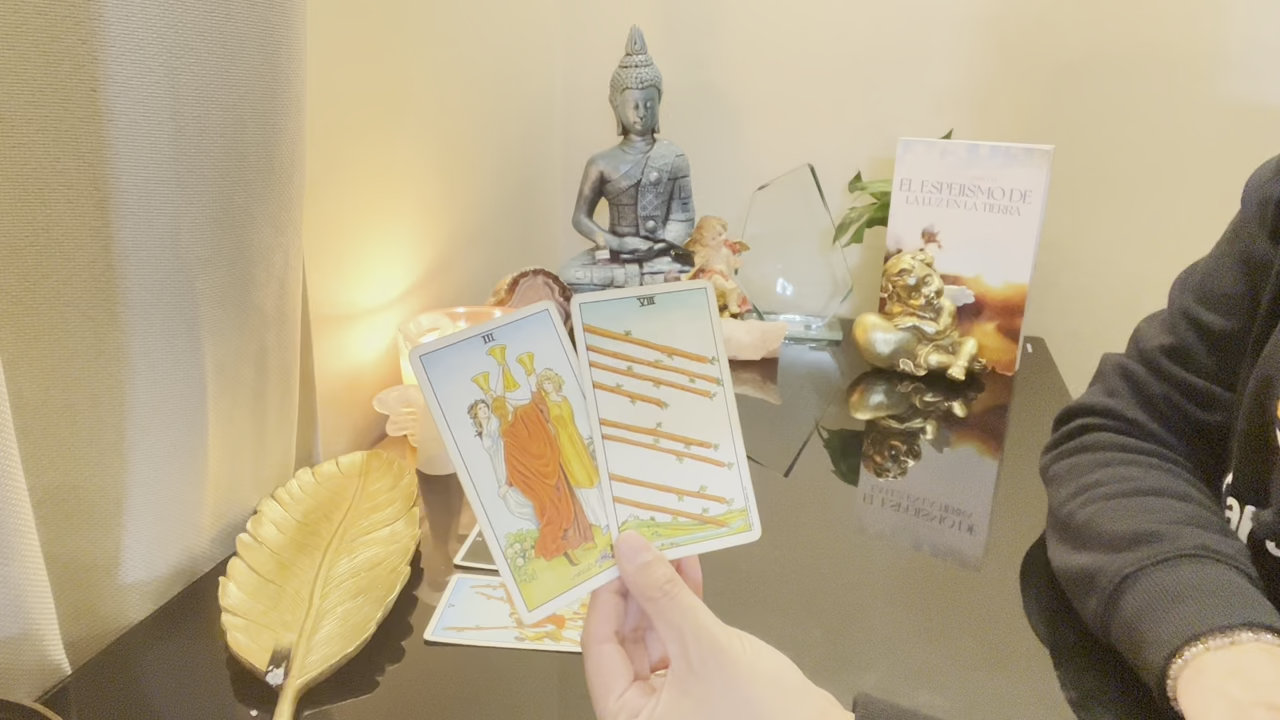 III
VIII
EL ESPEJISMO DE
LA LUZ EN LA TIERRA
V